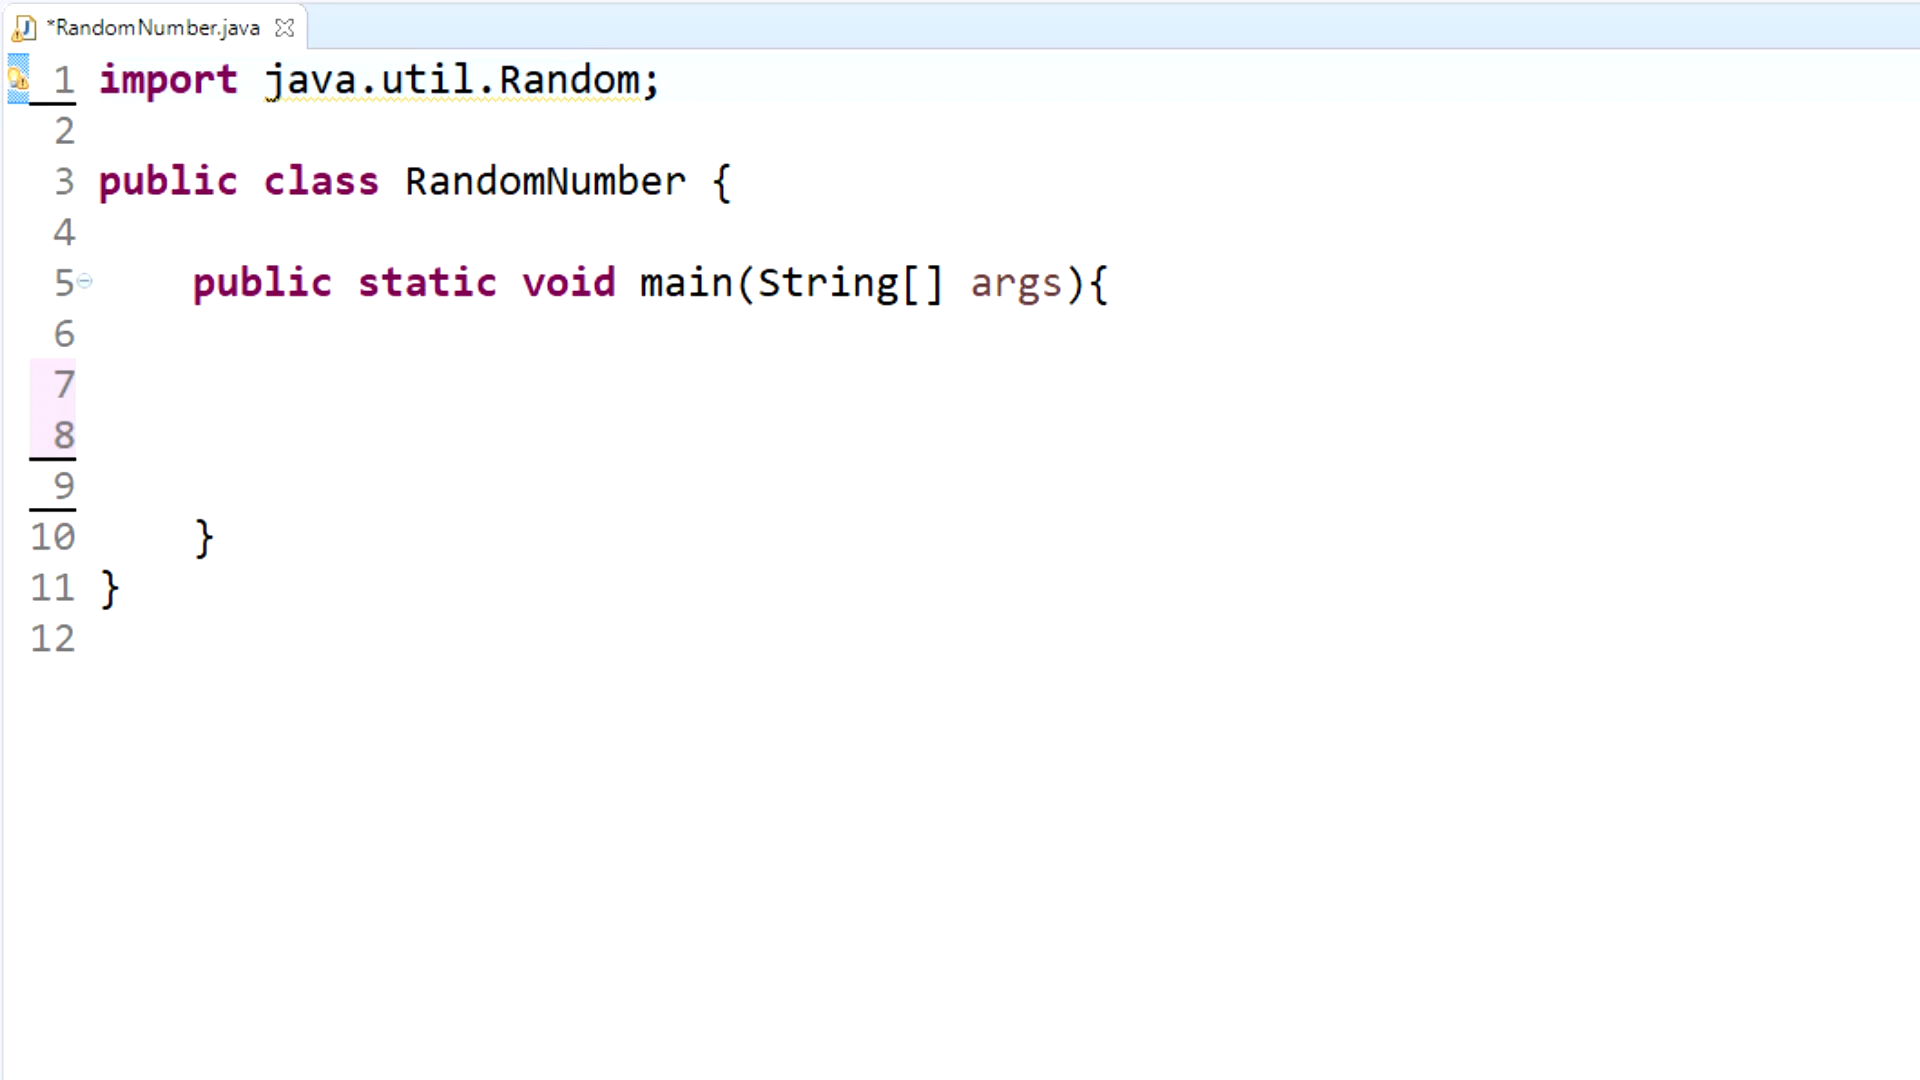 *RandomNumber.java
1 import java.util.Random;
2
3 public class RandomNumber {
4
5 public static void main(String[] args){
6
7
8
9
10 }
11 }
12